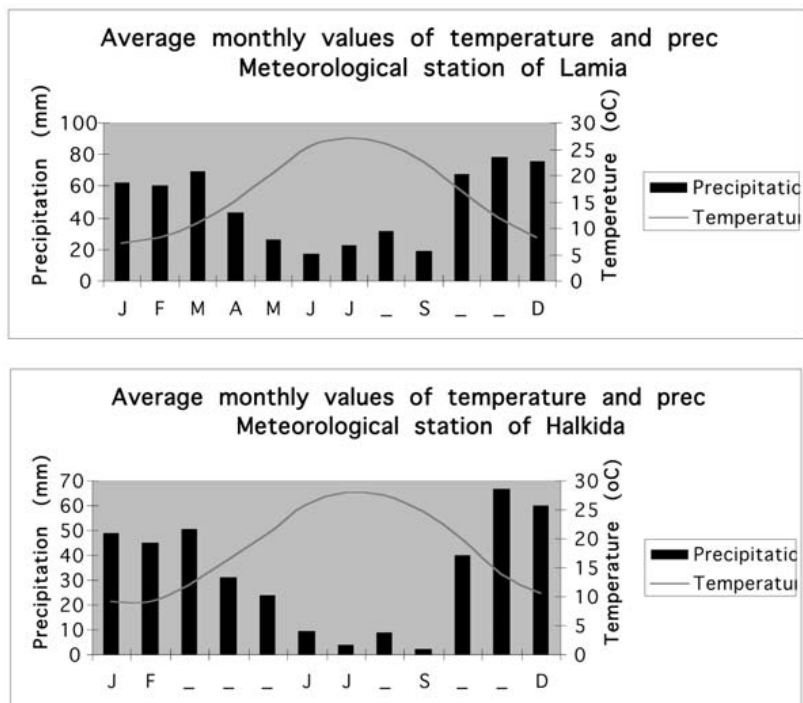 Average monthly values of temperature and prec
Meteorological station of Lamia
Precipitation (mm)
100
80
60
40
20
0
30
25
20
15
10
5
0
Tempereture (oC)
J F M A M J J _ S _ _ D
Precipitatio
Temperatur
Average monthly values of temperature and prec
Meteorological station of Halkida
Precipitation (mm)
70
60
50
40
30
20
10
0
30
25
20
15
10
5
0
Temperature (oC)
J F _ _ _ J J _ S _ _ D
Precipitatio
Temperatur